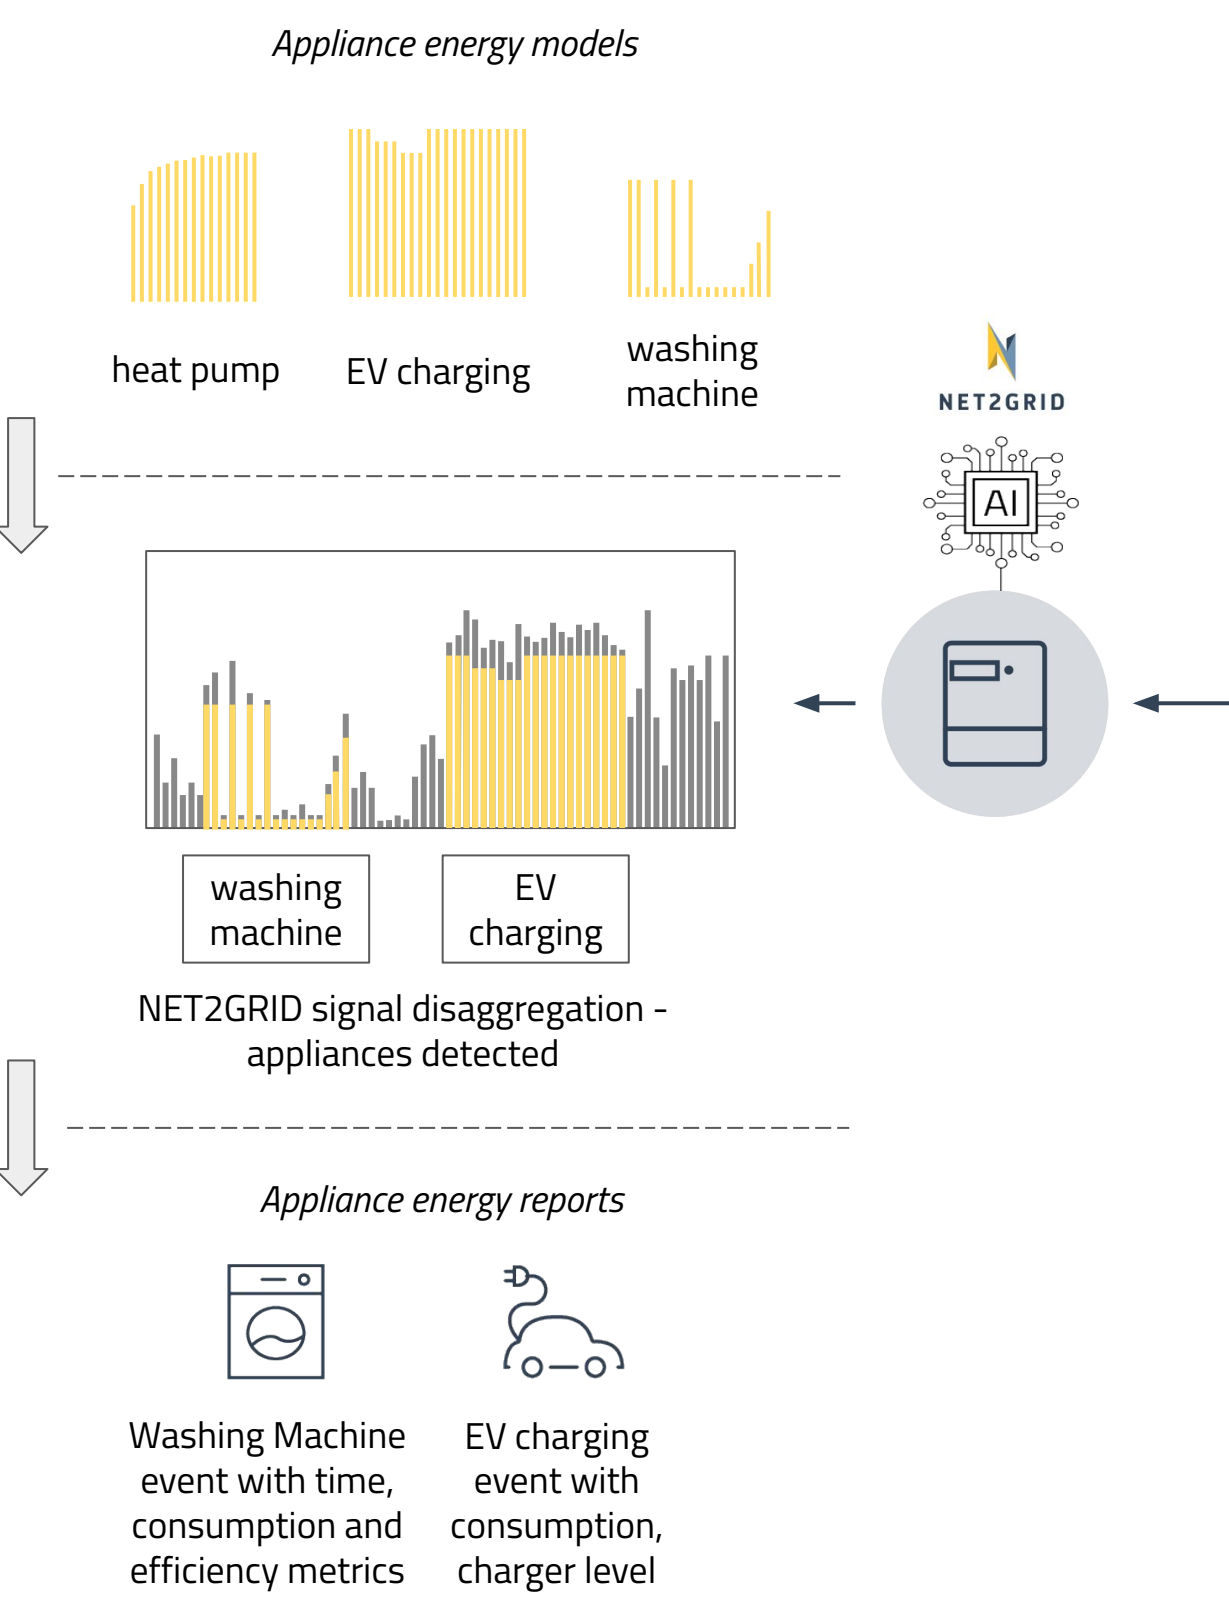 Appliance energy models
heat pump
EV charging
washing
machine
NET2GRID
AI
washing
machine
EV
charging
NET2GRID signal disaggregation -
appliances detected
Appliance energy reports
Washing Machine
event with time,
consumption and
efficiency metrics
EV charging
event with
consumption,
charger level